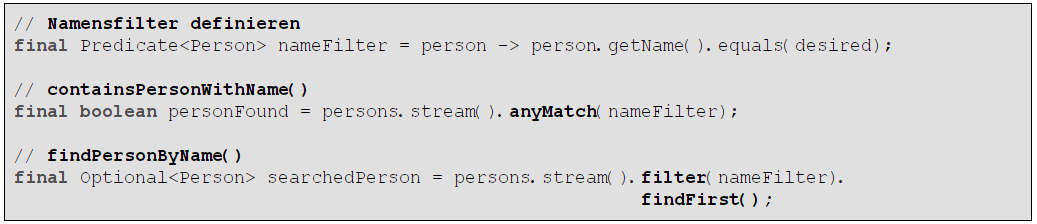 // Namensfilter definieren
final Predicate<Person> nameFilter = person -> person.getName().equals(desired);
// containsPersonWithName()
final boolean personFound = persons.stream().anyMatch(nameFilter);
// findPersonByName()
final Optional<Person> searchedPerson = persons.stream().filter(nameFilter).
findFirst();